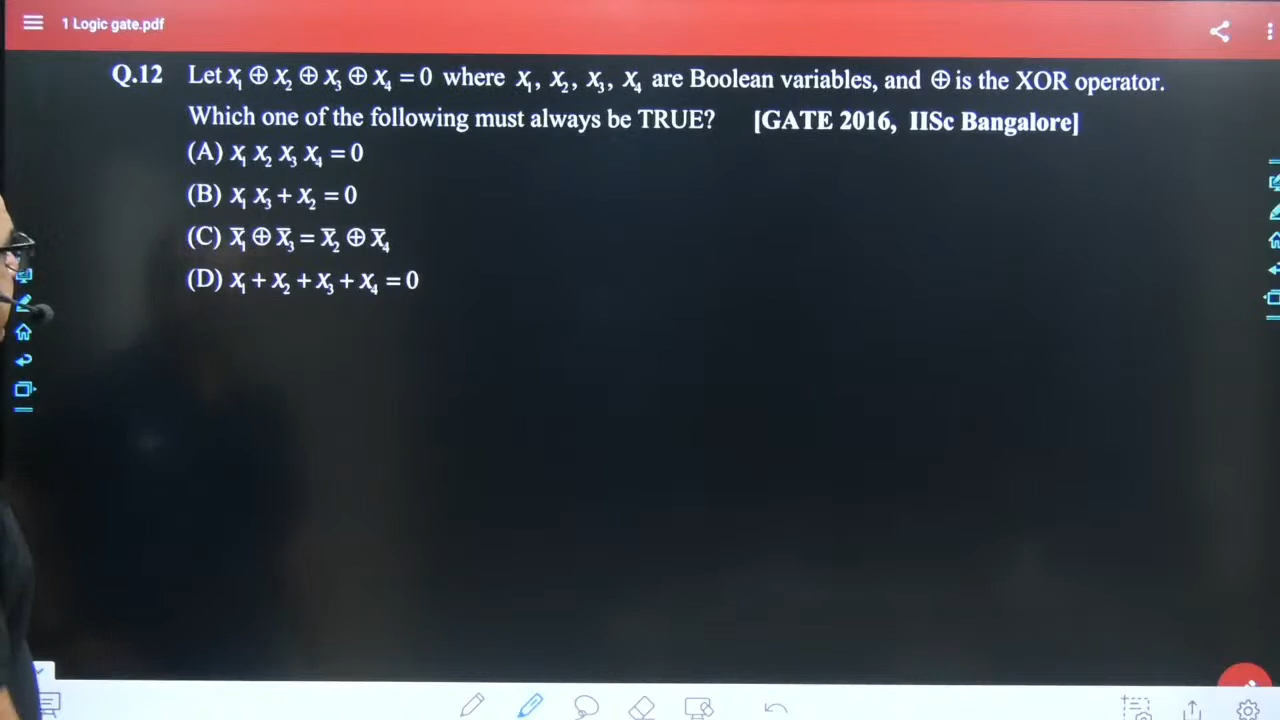 1 Logic gate.pdf
Q.12 Let x₁ ⊕ x₂ ⊕ x₃ ⊕ x₄ = 0 where x₁, x₂, x₃, x₄ are Boolean variables, and ⊕ is the XOR operator.
Which one of the following must always be TRUE? [GATE 2016, IISc Bangalore]
(A) x₁ x₂ x₃ x₄ = 0
(B) x₁ x₃ + x₂ = 0
(C) x̄₁ ⊕ x̄₃ = x̄₂ ⊕ x̄₄
(D) x₁ + x₂ + x₃ + x₄ = 0